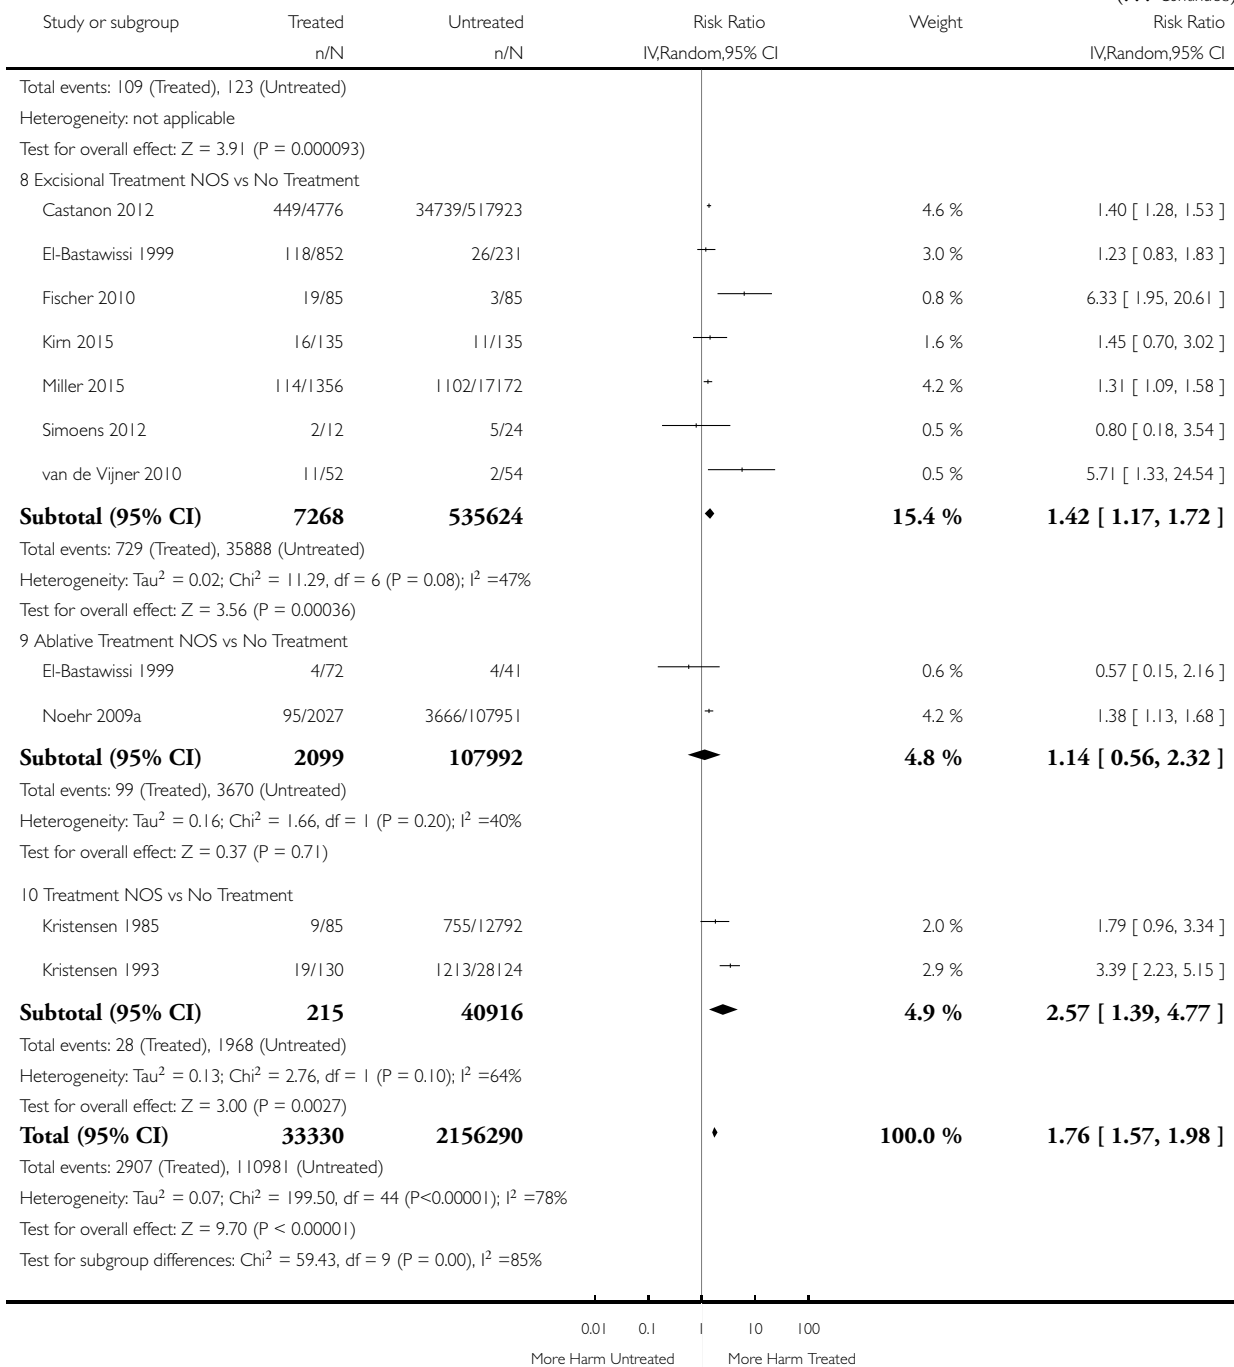 (... Continued)
Study or subgroup Treated Untreated Risk Ratio Weight Risk Ratio
n/N n/N IV,Random,95% CI IV,Random,95% CI
Total events: 109 (Treated), 123 (Untreated)
Heterogeneity: not applicable
Test for overall effect: Z = 3.91 (P = 0.000093)
8 Excisional Treatment NOS vs No Treatment
Castanon 2012 449/4776 34739/517923 4.6 % 1.40 [ 1.28, 1.53 ]
El-Bastawissi 1999 118/852 26/231 3.0 % 1.23 [ 0.83, 1.83 ]
Fischer 2010 19/85 3/85 0.8 % 6.33 [ 1.95, 20.61 ]
Kirn 2015 16/135 11/135 1.6 % 1.45 [ 0.70, 3.02 ]
Miller 2015 114/1356 1102/17172 4.2 % 1.31 [ 1.09, 1.58 ]
Simoens 2012 2/12 5/24 0.5 % 0.80 [ 0.18, 3.54 ]
van de Vijner 2010 11/52 2/54 0.5 % 5.71 [ 1.33, 24.54 ]
Subtotal (95% CI) 7268 535624 15.4 % 1.42 [ 1.17, 1.72 ]
Total events: 729 (Treated), 35888 (Untreated)
Heterogeneity: Tau² = 0.02; Chi² = 11.29, df = 6 (P = 0.08); I² =47%
Test for overall effect: Z = 3.56 (P = 0.00036)
9 Ablative Treatment NOS vs No Treatment
El-Bastawissi 1999 4/72 4/41 0.6 % 0.57 [ 0.15, 2.16 ]
Noehr 2009a 95/2027 3666/107951 4.2 % 1.38 [ 1.13, 1.68 ]
Subtotal (95% CI) 2099 107992 4.8 % 1.14 [ 0.56, 2.32 ]
Total events: 99 (Treated), 3670 (Untreated)
Heterogeneity: Tau² = 0.16; Chi² = 1.66, df = 1 (P = 0.20); I² =40%
Test for overall effect: Z = 0.37 (P = 0.71)
10 Treatment NOS vs No Treatment
Kristensen 1985 9/85 755/12792 2.0 % 1.79 [ 0.96, 3.34 ]
Kristensen 1993 19/130 1213/28124 2.9 % 3.39 [ 2.23, 5.15 ]
Subtotal (95% CI) 215 40916 4.9 % 2.57 [ 1.39, 4.77 ]
Total events: 28 (Treated), 1968 (Untreated)
Heterogeneity: Tau² = 0.13; Chi² = 2.76, df = 1 (P = 0.10); I² =64%
Test for overall effect: Z = 3.00 (P = 0.0027)
Total (95% CI) 33330 2156290 100.0 % 1.76 [ 1.57, 1.98 ]
Total events: 2907 (Treated), 110981 (Untreated)
Heterogeneity: Tau² = 0.07; Chi² = 199.50, df = 44 (P<0.00001); I² =78%
Test for overall effect: Z = 9.70 (P < 0.00001)
Test for subgroup differences: Chi² = 59.43, df = 9 (P = 0.00), I² =85%
0.01 0.1 1 10 100
More Harm Untreated More Harm Treated